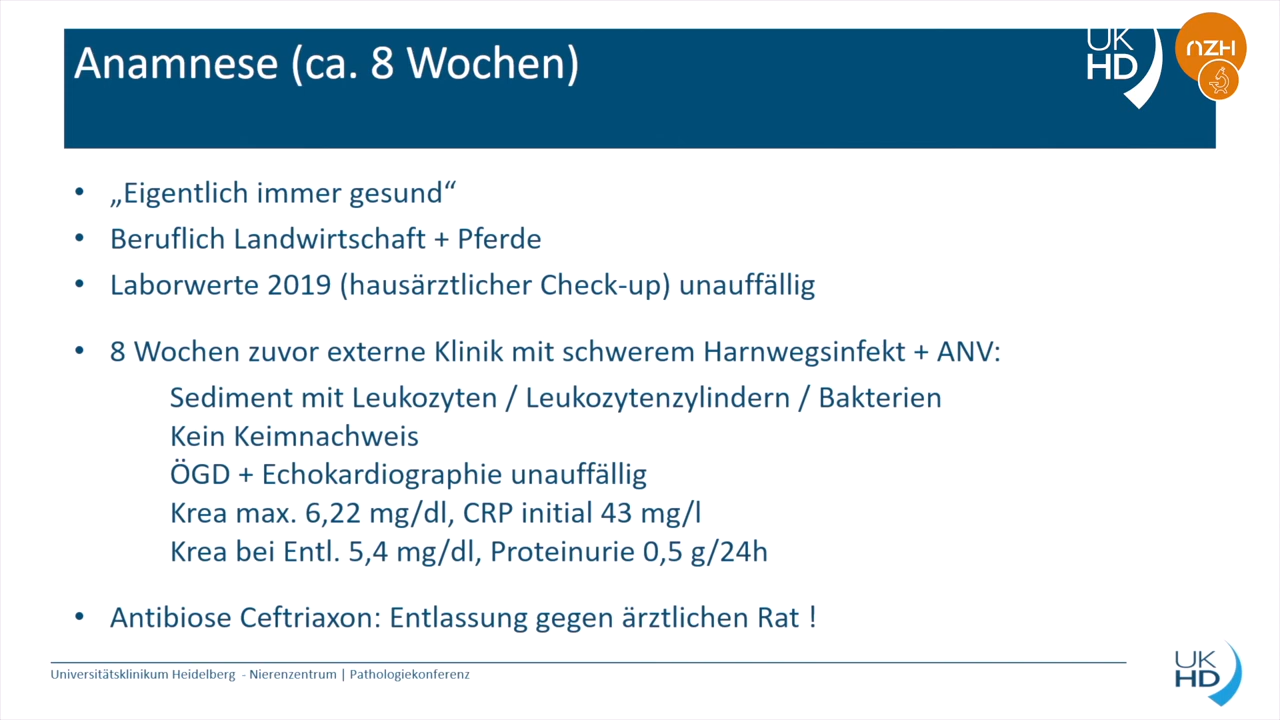 Anamnese (ca. 8 Wochen)
UK
HD
nzH
• „Eigentlich immer gesund“
• Beruflich Landwirtschaft + Pferde
• Laborwerte 2019 (hausärztlicher Check-up) unauffällig
• 8 Wochen zuvor externe Klinik mit schwerem Harnwegsinfekt + ANV:
Sediment mit Leukozyten / Leukozytenzylindern / Bakterien
Kein Keimnachweis
ÖGD + Echokardiographie unauffällig
Krea max. 6,22 mg/dl, CRP initial 43 mg/l
Krea bei Entl. 5,4 mg/dl, Proteinurie 0,5 g/24h
• Antibiose Ceftriaxon: Entlassung gegen ärztlichen Rat !
Universitätsklinikum Heidelberg - Nierenzentrum | Pathologiekonferenz
UK
HD